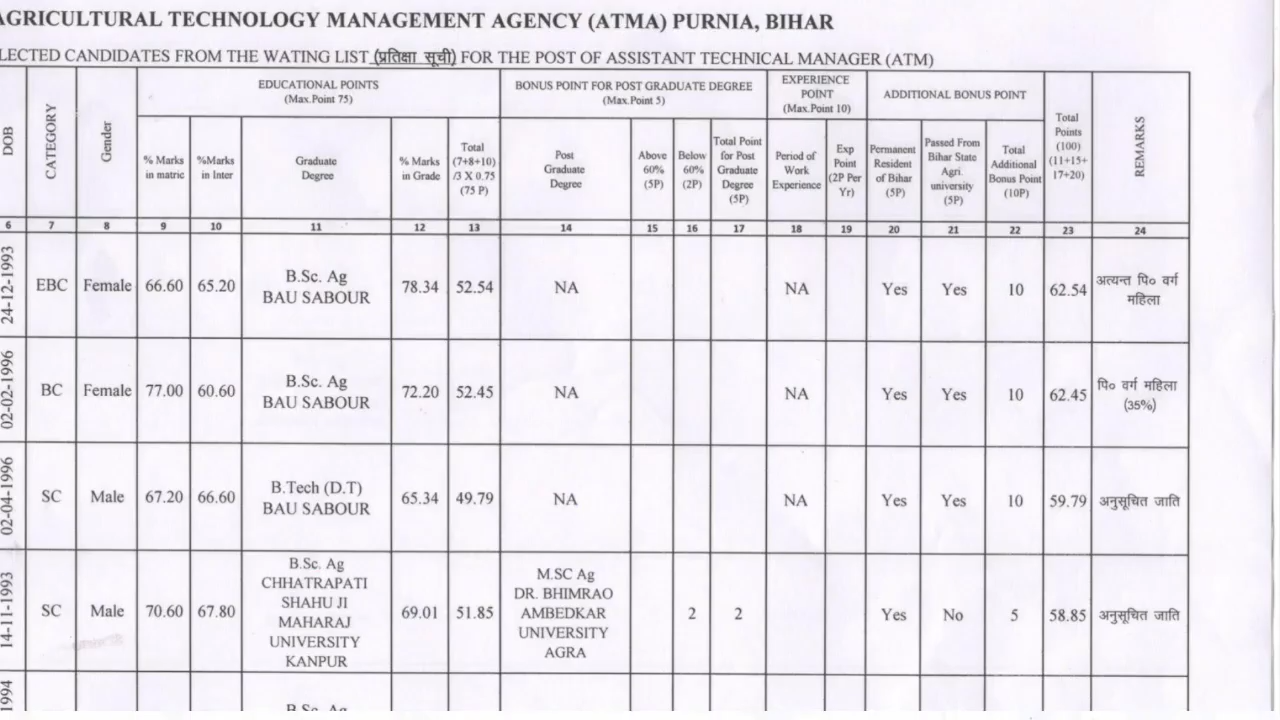 AGRICULTURAL TECHNOLOGY MANAGEMENT AGENCY (ATMA) PURNIA, BIHAR
LECTED CANDIDATES FROM THE WATING LIST (प्रतिक्षा सूची) FOR THE POST OF ASSISTANT TECHNICAL MANAGER (ATM)
DOB
CATEGORY
Gender
EDUCATIONAL POINTS
(Max.Point 75)
% Marks
in matric
%Marks
in Inter
Graduate
Degree
% Marks
in Grade
Total
(7+8+10)
/3 X 0.75
(75 P)
BONUS POINT FOR POST GRADUATE DEGREE
(Max.Point 5)
Post
Graduate
Degree
Above
60%
(5P)
Below
60%
(2P)
Total Point
for Post
Graduate
Degree
(5P)
EXPERIENCE
POINT
(Max.Point 10)
Period of
Work
Experience
Exp
Point
(2P Per
Yr)
ADDITIONAL BONUS POINT
Permanent
Resident
of Bihar
(5P)
Passed From
Bihar State
Agri.
university
(5P)
Total
Additional
Bonus Point
(10P)
Total
Points
(100)
(11+15+
17+20)
REMARKS
6 7 8 9 10 11 12 13 14 15 16 17 18 19 20 21 22 23 24
24-12-1993
EBC Female 66.60 65.20
B.Sc. Ag
BAU SABOUR
78.34 52.54 NA NA Yes Yes 10 62.54
अत्यन्त पि० वर्ग
महिला
02-02-1996
BC Female 77.00 60.60
B.Sc. Ag
BAU SABOUR
72.20 52.45 NA NA Yes Yes 10 62.45
पि० वर्ग महिला
(35%)
02-04-1996
SC Male 67.20 66.60
B.Tech (D.T)
BAU SABOUR
65.34 49.79 NA NA Yes Yes 10 59.79 अनुसूचित जाति
14-11-1993
SC Male 70.60 67.80
B.Sc. Ag
CHHATRAPATI
SHAHU JI
MAHARAJ
UNIVERSITY
KANPUR
69.01 51.85
M.SC Ag
DR. BHIMRAO
AMBEDKAR
UNIVERSITY
AGRA
2 2 Yes No 5 58.85 अनुसूचित जाति
1994
B.Sc. Ag